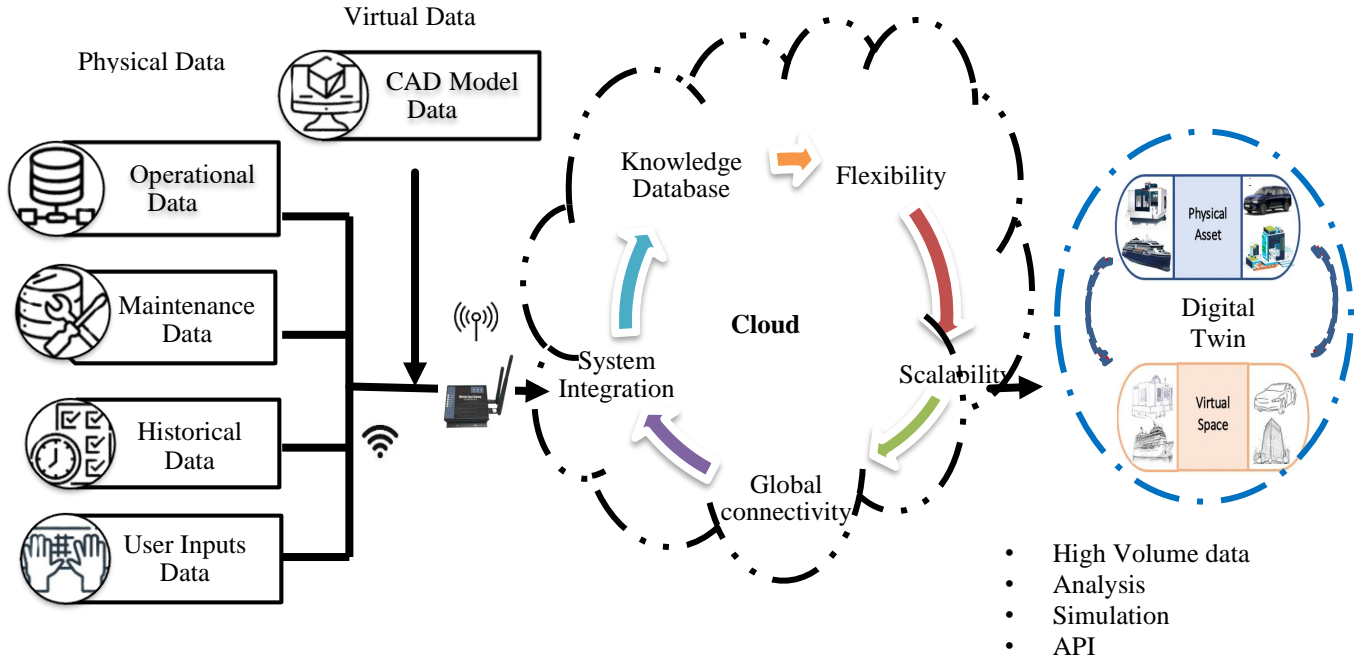 Virtual Data
Physical Data
CAD Model
Data
Operational
Data
Maintenance
Data
Historical
Data
User Inputs
Data
Knowledge
Database
Flexibility
Cloud
System
Integration
Scalability
Global
connectivity
Physical
Asset
Digital
Twin
Virtual
Space
• High Volume data
• Analysis
• Simulation
• API